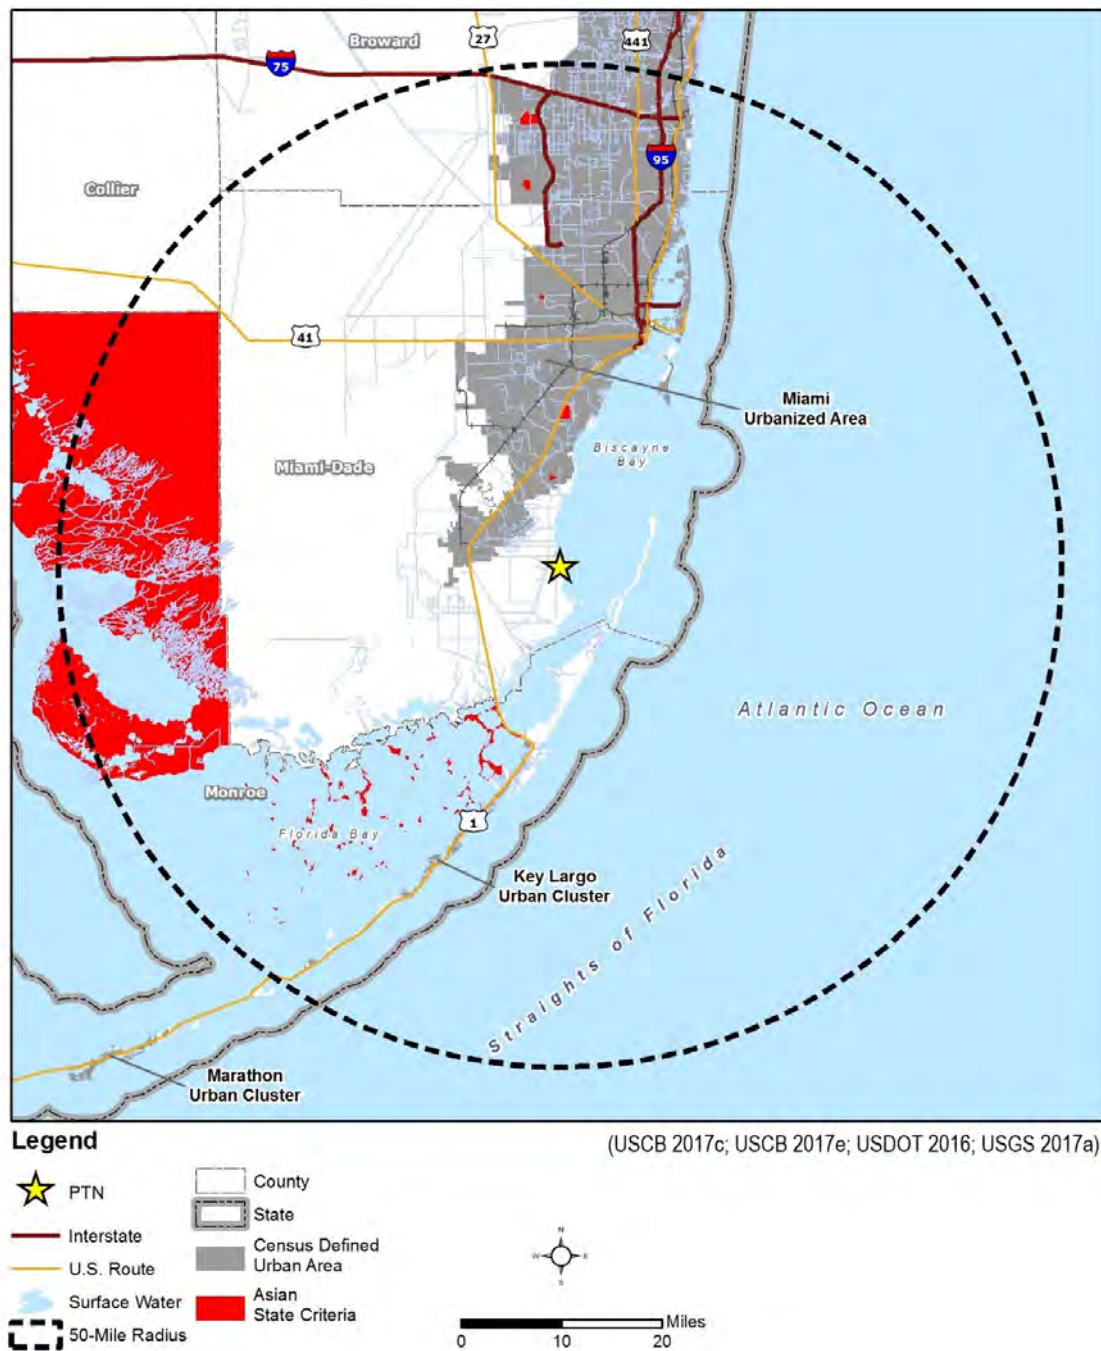 Broward
27
441
75
95
Collier
41
Miami
Urbanized Area
Biscayne
Bay
Miami-Dade
Atlantic Ocean
Monroe
1
Florida Bay
Key Largo
Urban Cluster
Straights of Florida
Marathon
Urban Cluster
Legend
(USCB 2017c; USCB 2017e; USDOT 2016; USGS 2017a)
PTN
County
State
Interstate
Census Defined
Urban Area
U.S. Route
Surface Water
Asian
State Criteria
50-Mile Radius
N
W
E
S
Miles
0
10
20